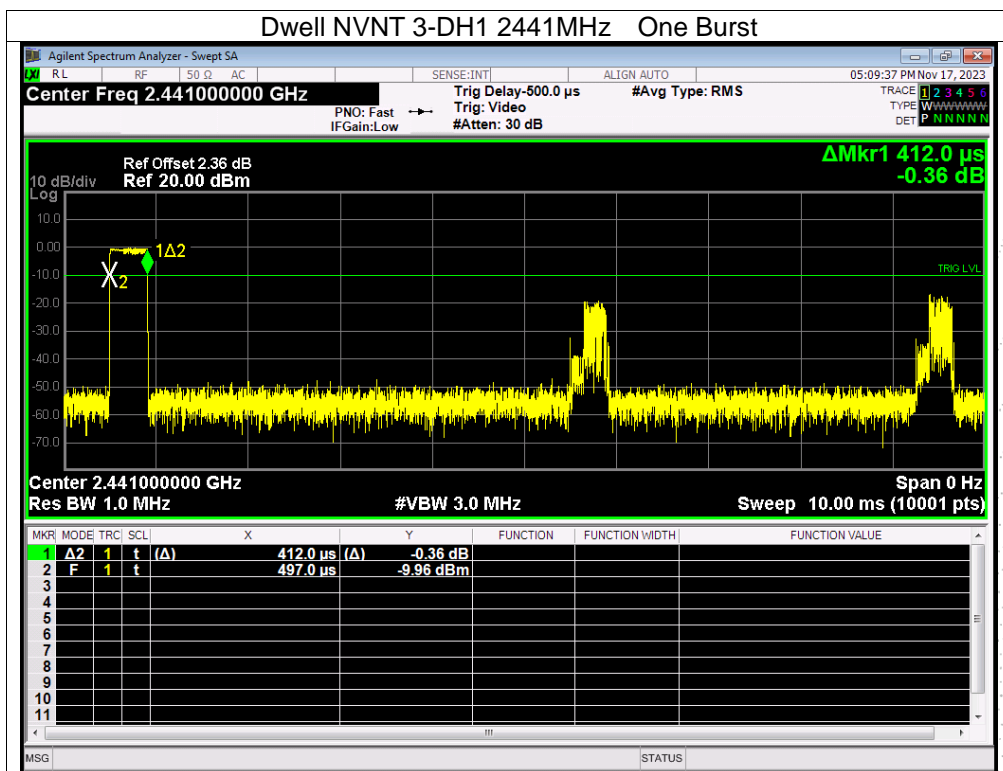 Dwell NVNT 3-DH1 2441MHz One Burst
Agilent Spectrum Analyzer - Swept SA
LXI RL RF 50 Ω AC SENSE:INT ALIGN AUTO 05:09:37 PM Nov 17, 2023
Center Freq 2.441000000 GHz
PNO: Fast
IFGain:Low
Trig Delay-500.0 µs
Trig: Video
#Atten: 30 dB
#Avg Type: RMS
TRACE 1 2 3 4 5 6
TYPE WWWWWWW
DET P N N N N N
ΔMkr1 412.0 µs
-0.36 dB
Ref Offset 2.36 dB
10 dB/div Ref 20.00 dBm
Log
10.0
0.00
1Δ2
-10.0
2
TRIG LVL
-20.0
-30.0
-40.0
-50.0
-60.0
-70.0
Center 2.441000000 GHz Span 0 Hz
Res BW 1.0 MHz #VBW 3.0 MHz Sweep 10.00 ms (10001 pts)
MKR MODE TRC SCL X Y FUNCTION FUNCTION WIDTH FUNCTION VALUE
1 Δ2 1 t (Δ) 412.0 µs (Δ) -0.36 dB
2 F 1 t 497.0 µs -9.96 dBm
3
4
5
6
7
8
9
10
11
MSG STATUS